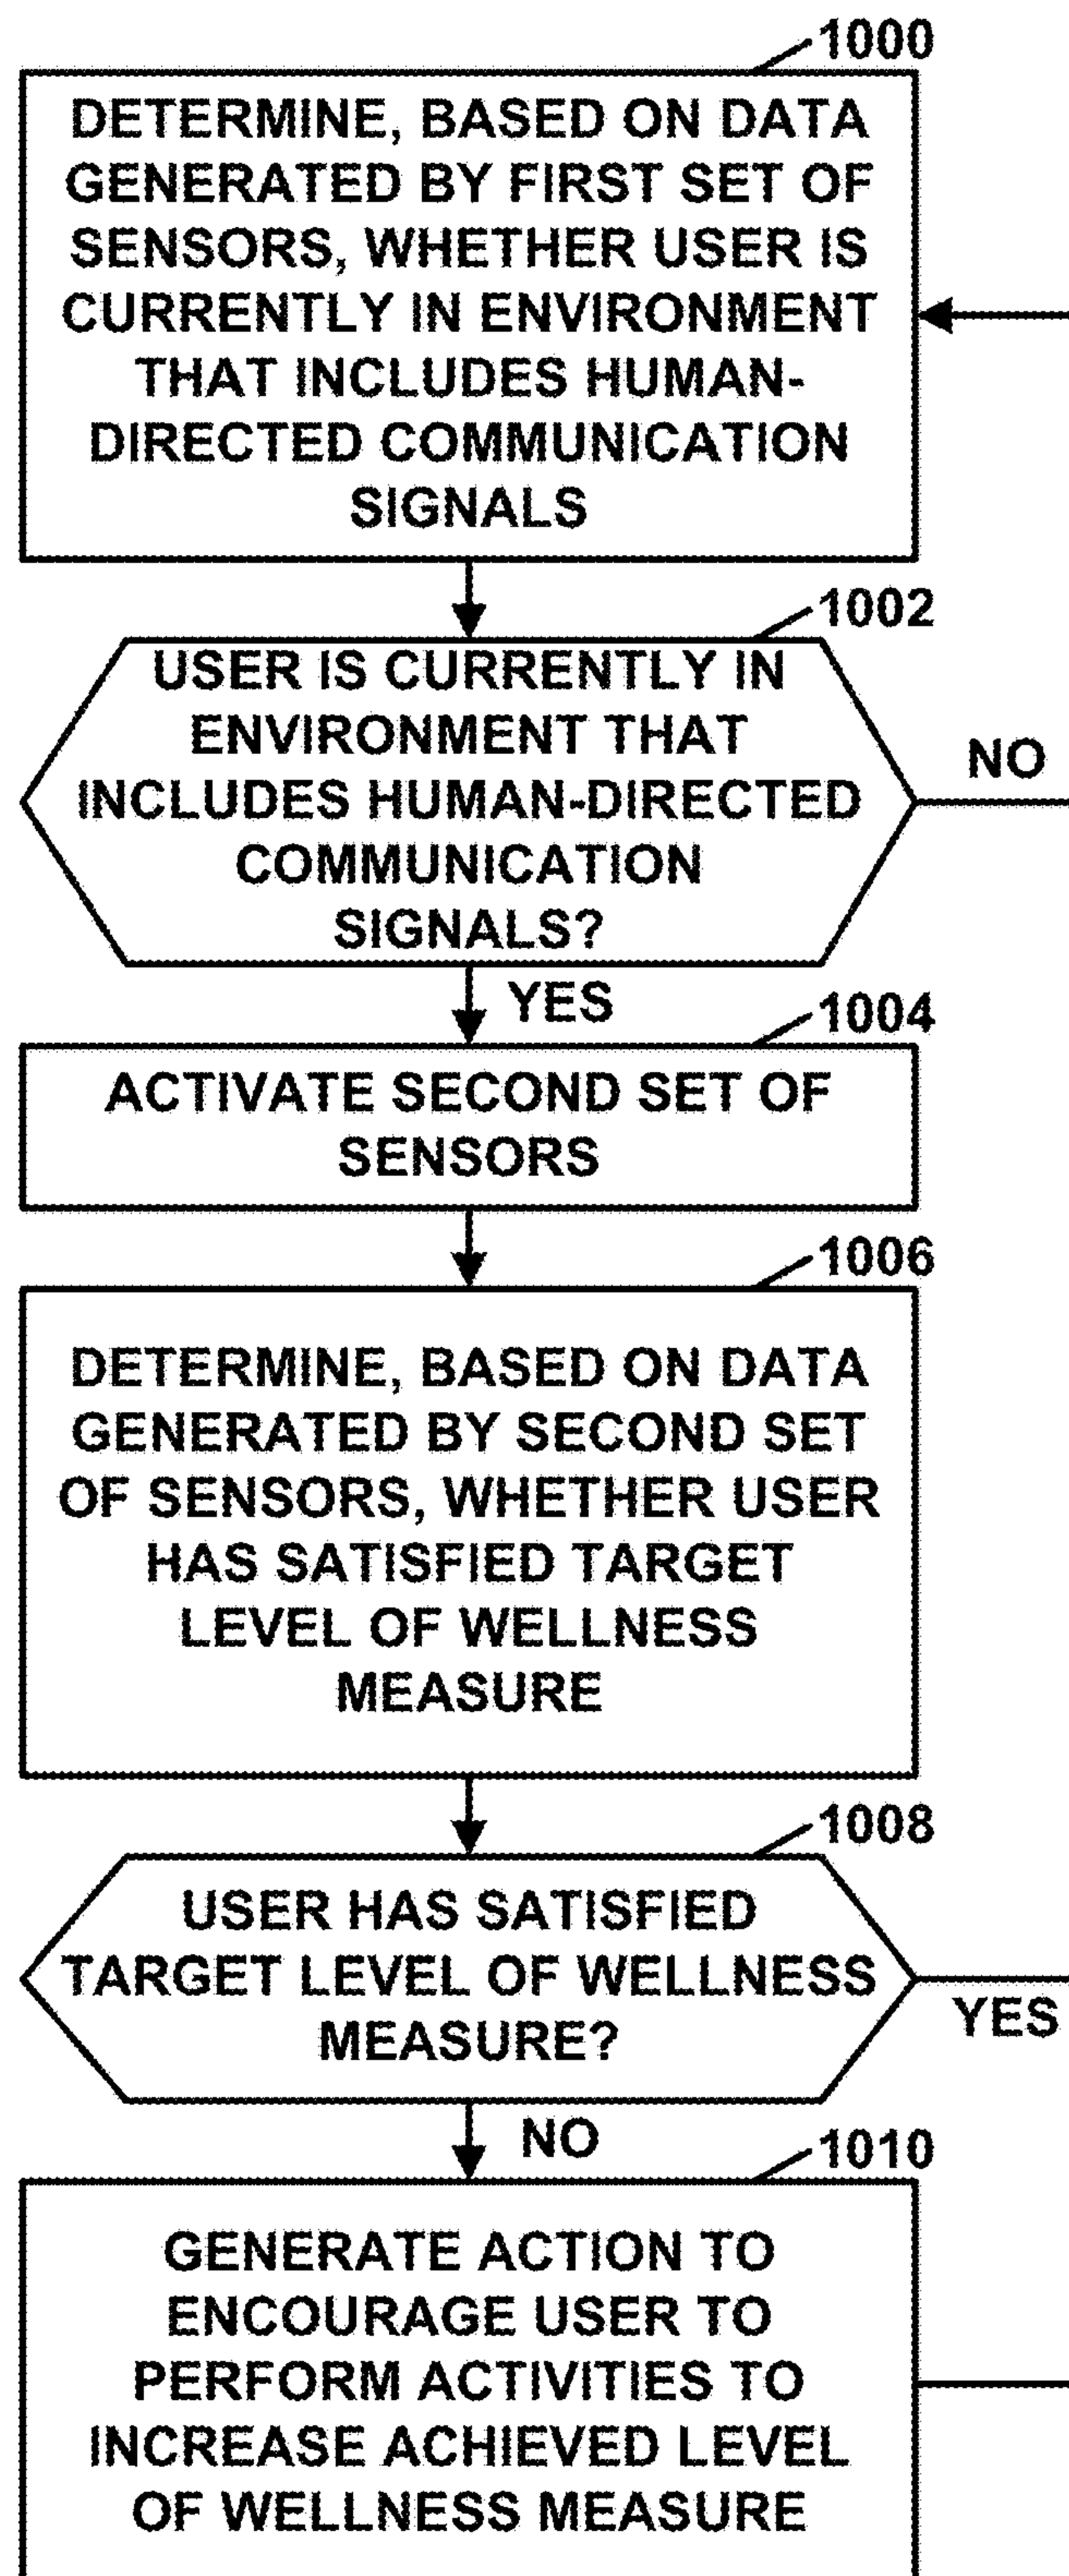 1000
DETERMINE, BASED ON DATA
GENERATED BY FIRST SET OF
SENSORS, WHETHER USER IS
CURRENTLY IN ENVIRONMENT
THAT INCLUDES HUMAN-
DIRECTED COMMUNICATION
SIGNALS
1002
USER IS CURRENTLY IN
ENVIRONMENT THAT
INCLUDES HUMAN-DIRECTED
COMMUNICATION
SIGNALS?
NO
YES
1004
ACTIVATE SECOND SET OF
SENSORS
1006
DETERMINE, BASED ON DATA
GENERATED BY SECOND SET
OF SENSORS, WHETHER USER
HAS SATISFIED TARGET
LEVEL OF WELLNESS
MEASURE
1008
USER HAS SATISFIED
TARGET LEVEL OF WELLNESS
MEASURE?
YES
NO
1010
GENERATE ACTION TO
ENCOURAGE USER TO
PERFORM ACTIVITIES TO
INCREASE ACHIEVED LEVEL
OF WELLNESS MEASURE